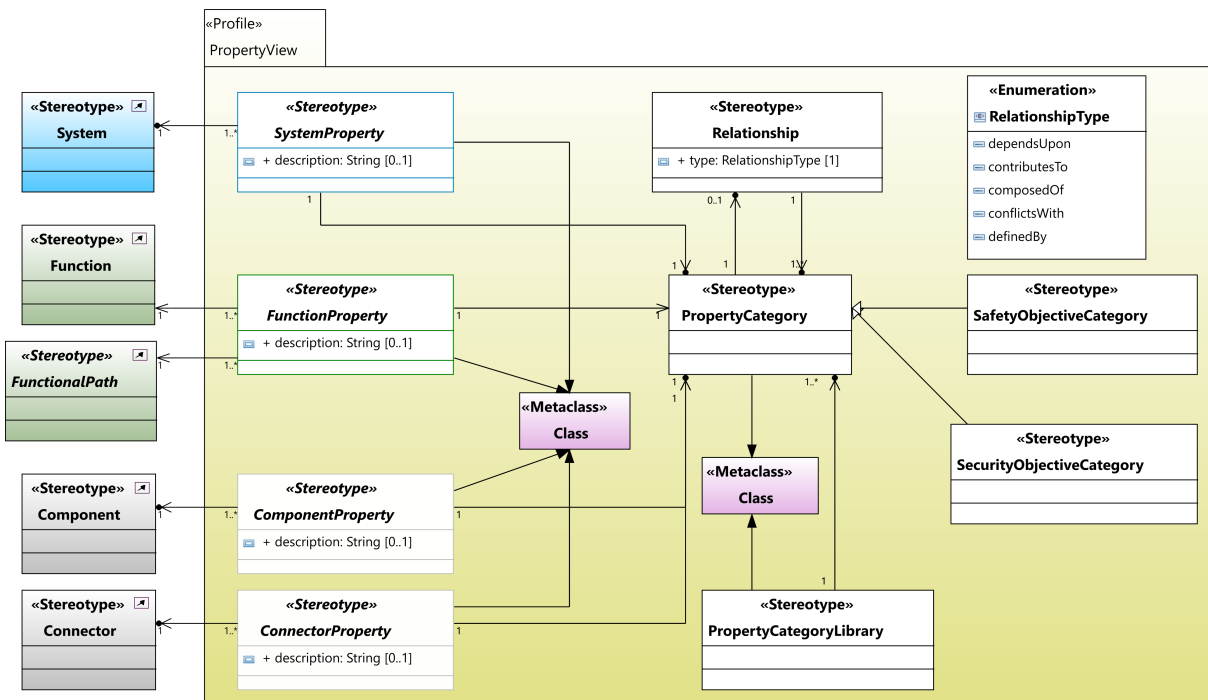 «Profile»
PropertyView
«Stereotype»
System
1
1..*
«Stereotype»
SystemProperty
+ description: String [0..1]
1
«Stereotype»
Relationship
+ type: RelationshipType [1]
0..1
1
1
1..
1
«Enumeration»
RelationshipType
dependsUpon
contributesTo
composedOf
conflictsWith
definedBy
«Stereotype»
Function
1
1..*
«Stereotype»
FunctionProperty
+ description: String [0..1]
1
1
«Stereotype»
PropertyCategory
«Stereotype»
SafetyObjectiveCategory
«Stereotype»
FunctionalPath
1
1..*
1
1
1..*
«Metaclass»
Class
«Stereotype»
SecurityObjectiveCategory
«Metaclass»
Class
«Stereotype»
Component
1
1..*
«Stereotype»
ComponentProperty
+ description: String [0..1]
1
1
«Stereotype»
Connector
1
1..*
«Stereotype»
ConnectorProperty
+ description: String [0..1]
1
«Stereotype»
PropertyCategoryLibrary